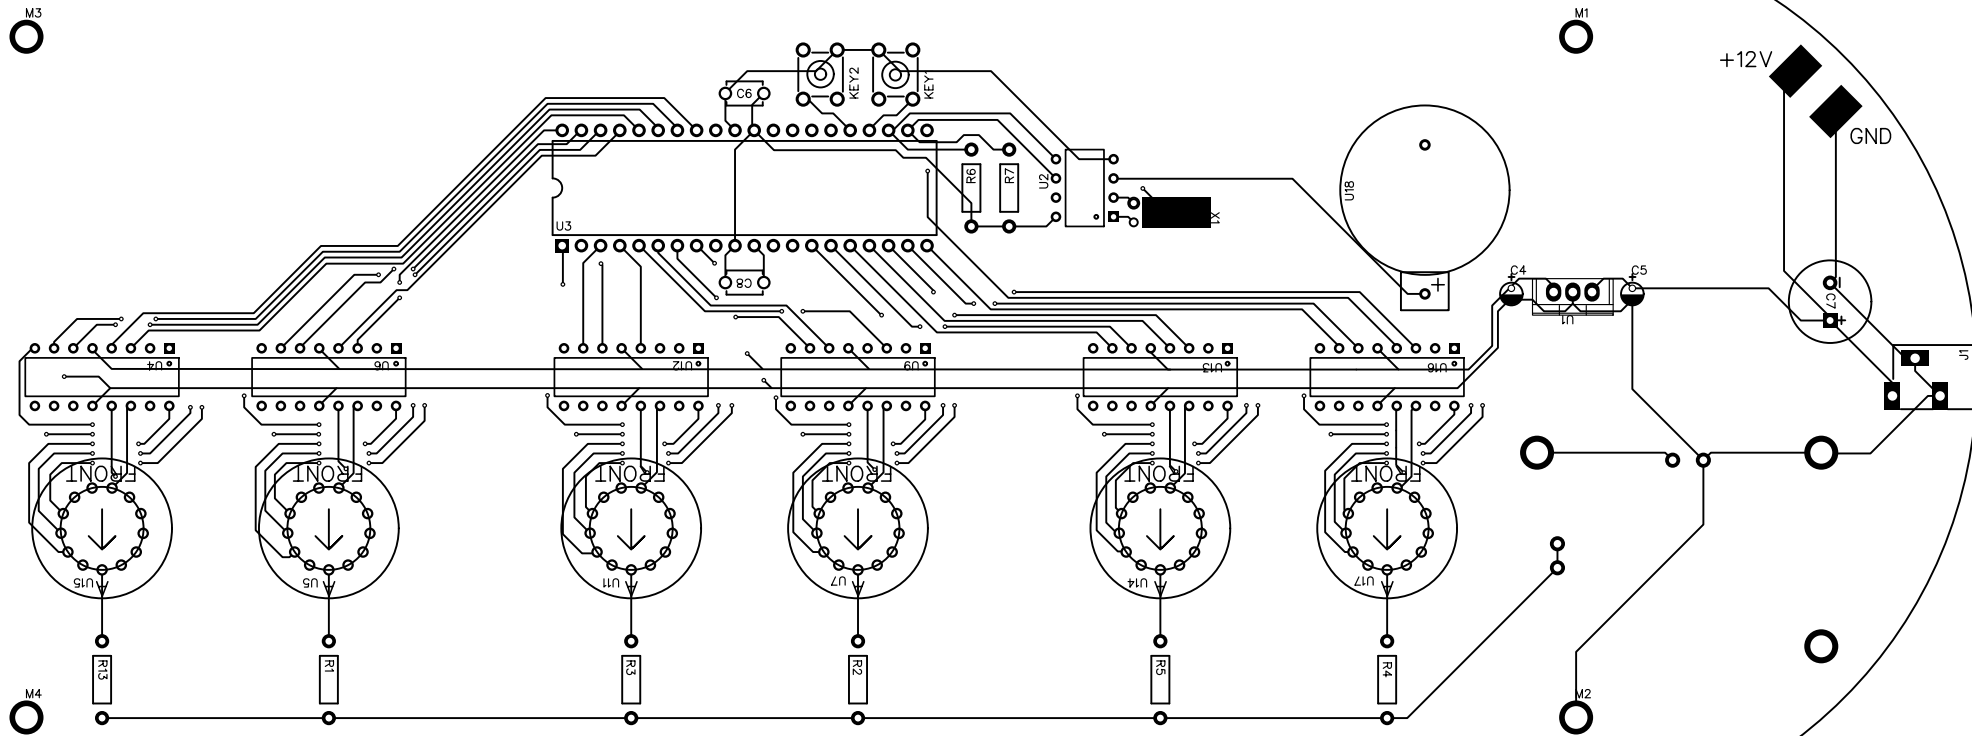 M3
M1
+12V
GND
KEY2
KEY
C6
R6
R7
U2
X1
U18
+
U3
C8
C4
C5
U1
C7
+
J1
U4
U6
U12
U9
U13
U16
FRONT
FRONT
FRONT
FRONT
FRONT
FRONT
U15
U5
U11
U7
U14
U17
R13
R1
R3
R2
R5
R4
M4
M2